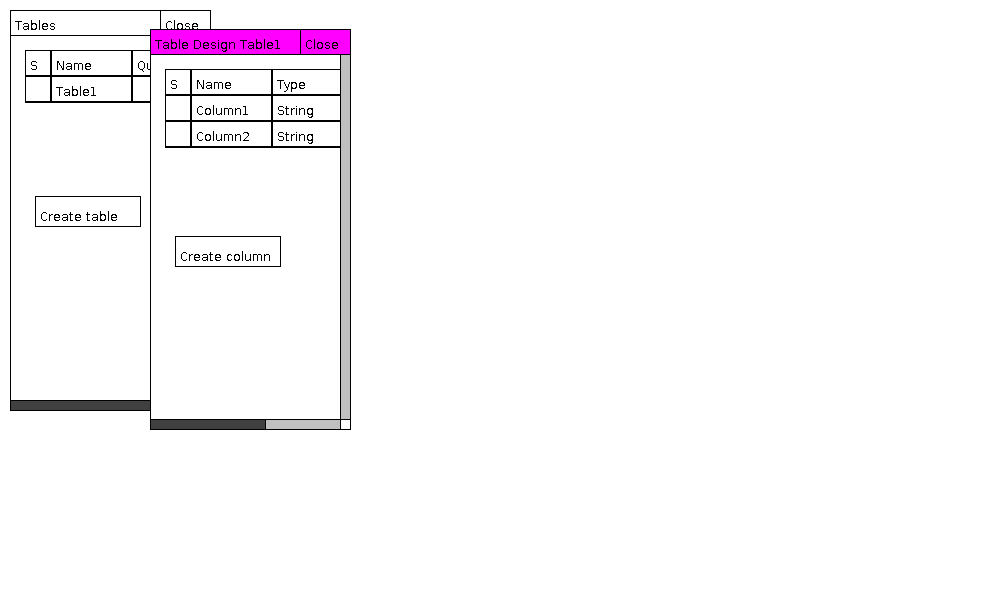 Tables Close
S Name Qu
Table1
Create table
Table Design Table1 Close
S Name Type
Column1 String
Column2 String
Create column